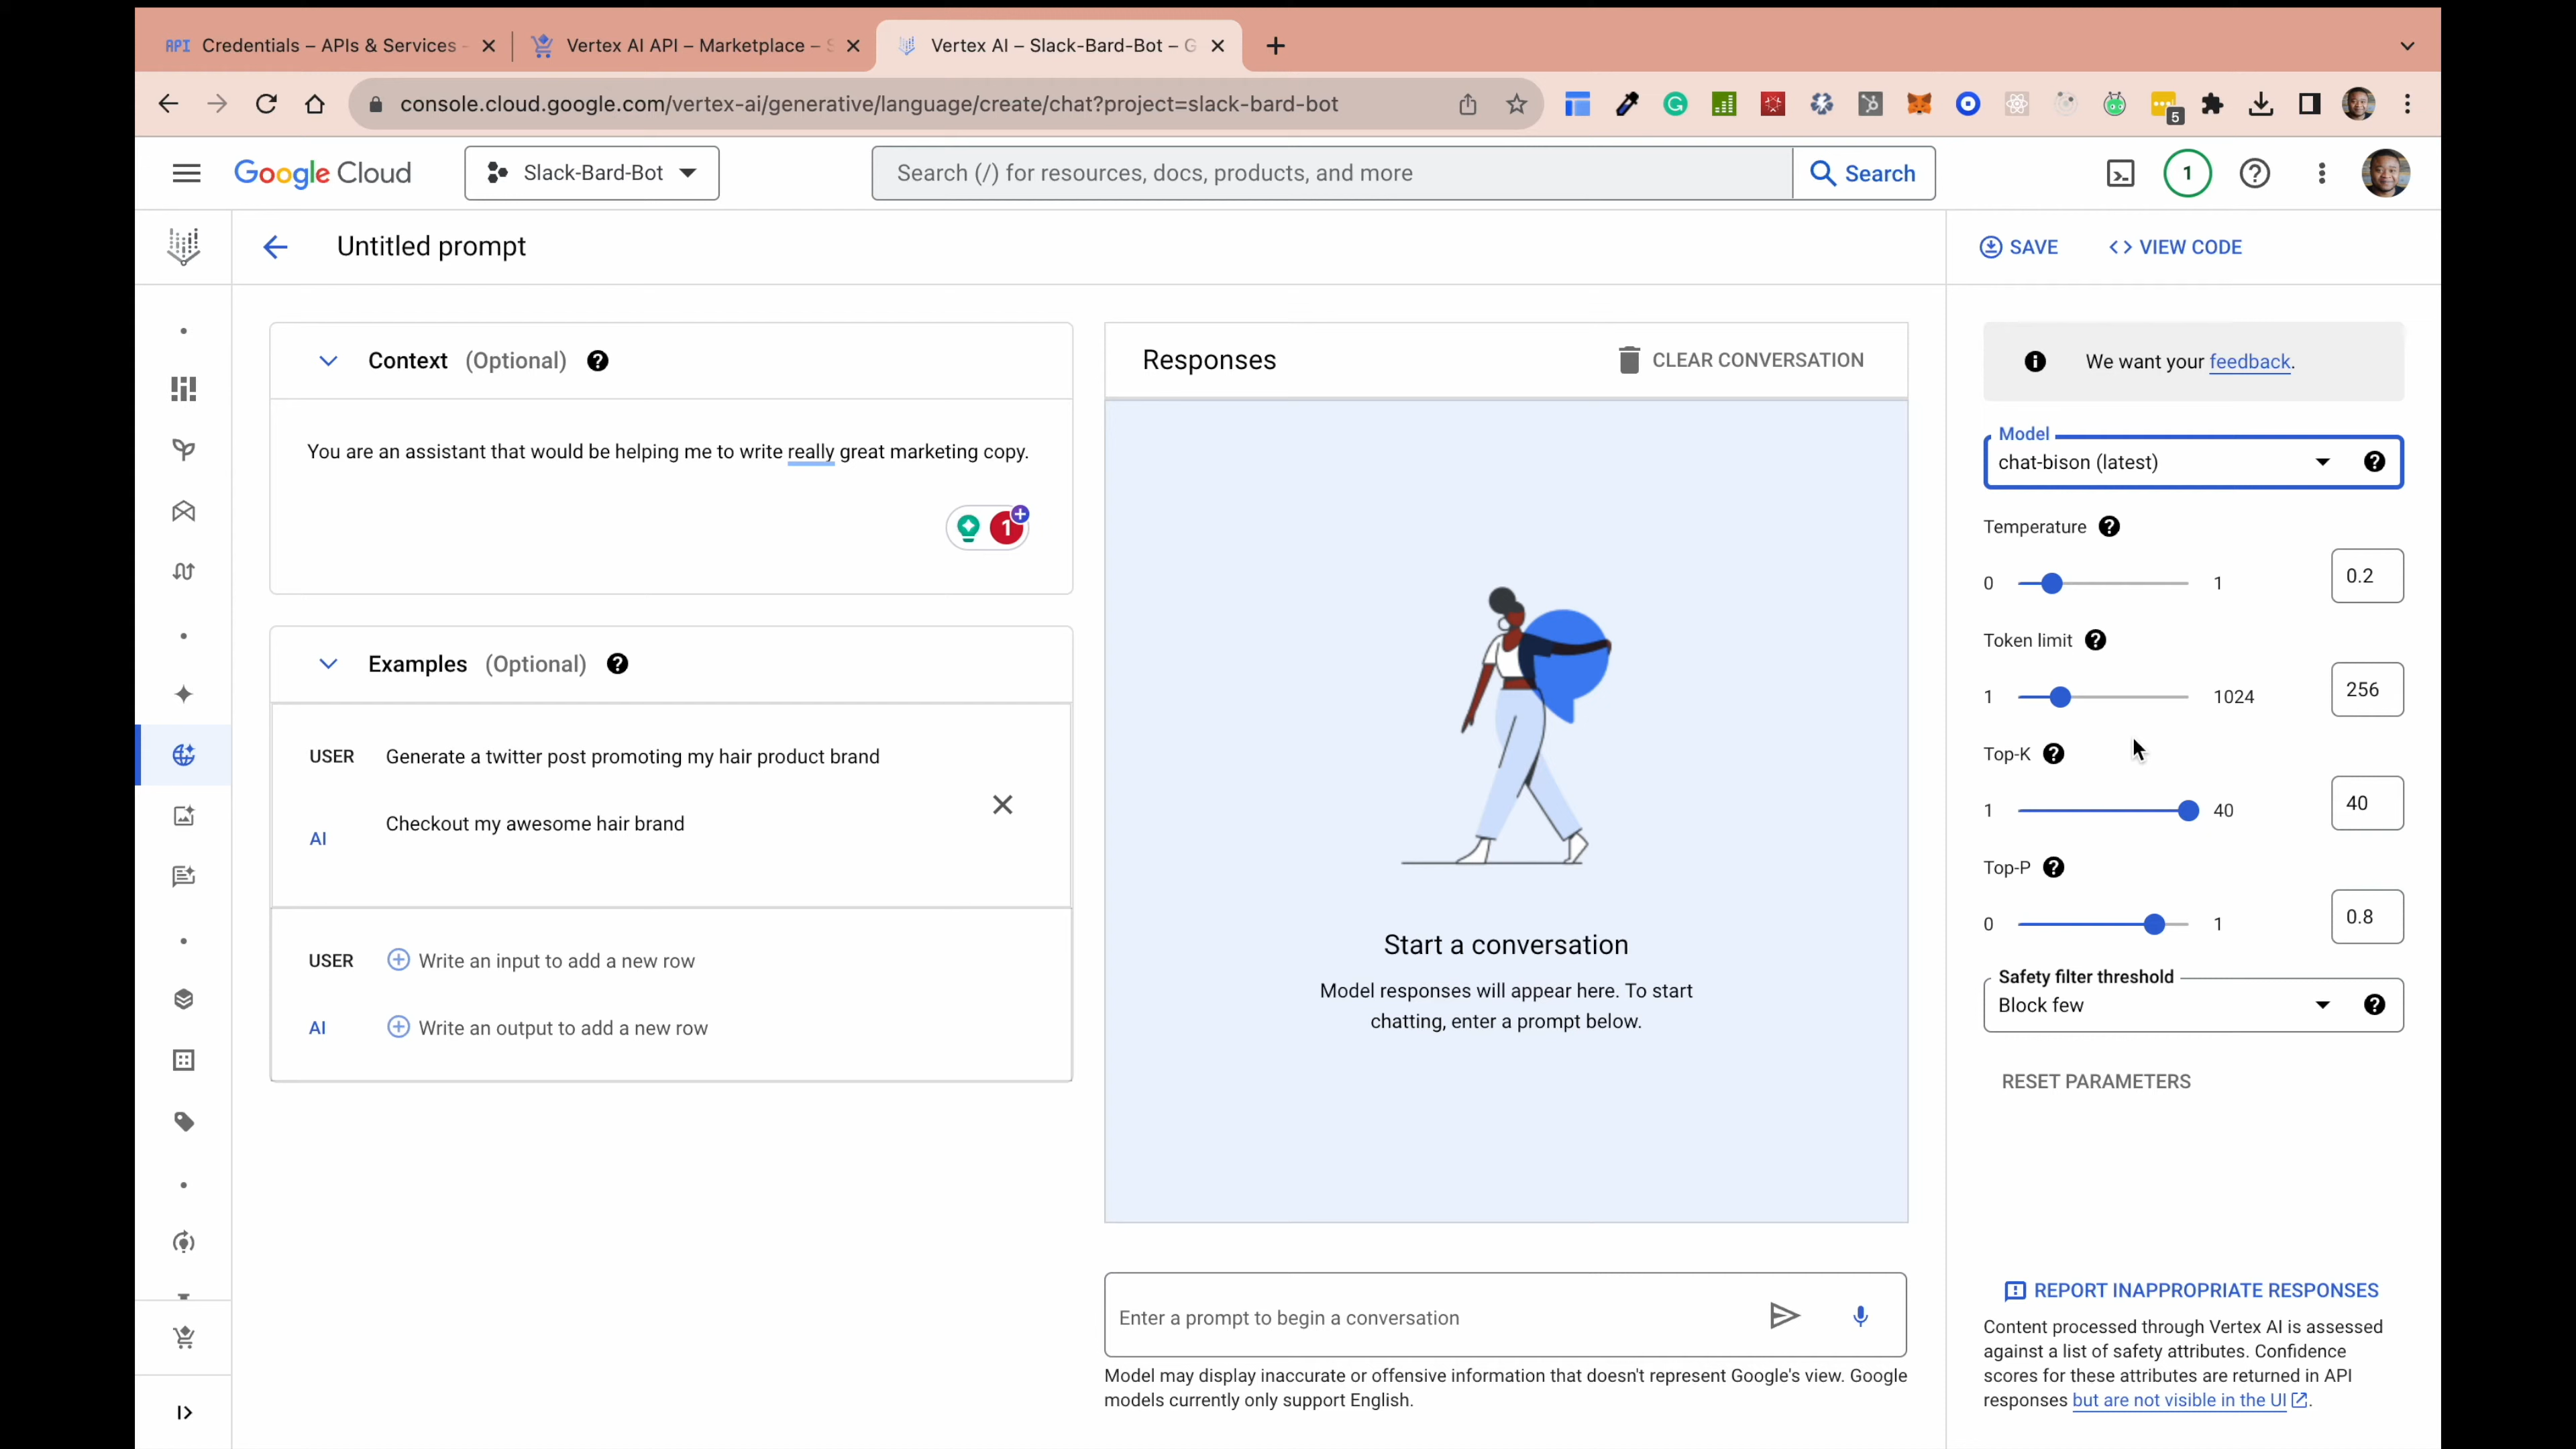 API Credentials – APIs & Services -
Vertex AI API – Marketplace – S
Vertex AI – Slack-Bard-Bot – G
console.cloud.google.com/vertex-ai/generative/language/create/chat?project=slack-bard-bot
5
Google Cloud
Slack-Bard-Bot
Search (/) for resources, docs, products, and more
Search
1
Untitled prompt
SAVE
<> VIEW CODE
Context (Optional)
You are an assistant that would be helping me to write really great marketing copy.
1
Examples (Optional)
USER Generate a twitter post promoting my hair product brand
AI Checkout my awesome hair brand
USER Write an input to add a new row
AI Write an output to add a new row
Responses
CLEAR CONVERSATION
Start a conversation
Model responses will appear here. To start
chatting, enter a prompt below.
Enter a prompt to begin a conversation
Model may display inaccurate or offensive information that doesn't represent Google's view. Google
models currently only support English.
We want your feedback.
Model
chat-bison (latest)
Temperature
0 1 0.2
Token limit
1 1024 256
Top-K
1 40 40
Top-P
0 1 0.8
Safety filter threshold
Block few
RESET PARAMETERS
REPORT INAPPROPRIATE RESPONSES
Content processed through Vertex AI is assessed
against a list of safety attributes. Confidence
scores for these attributes are returned in API
responses but are not visible in the UI.